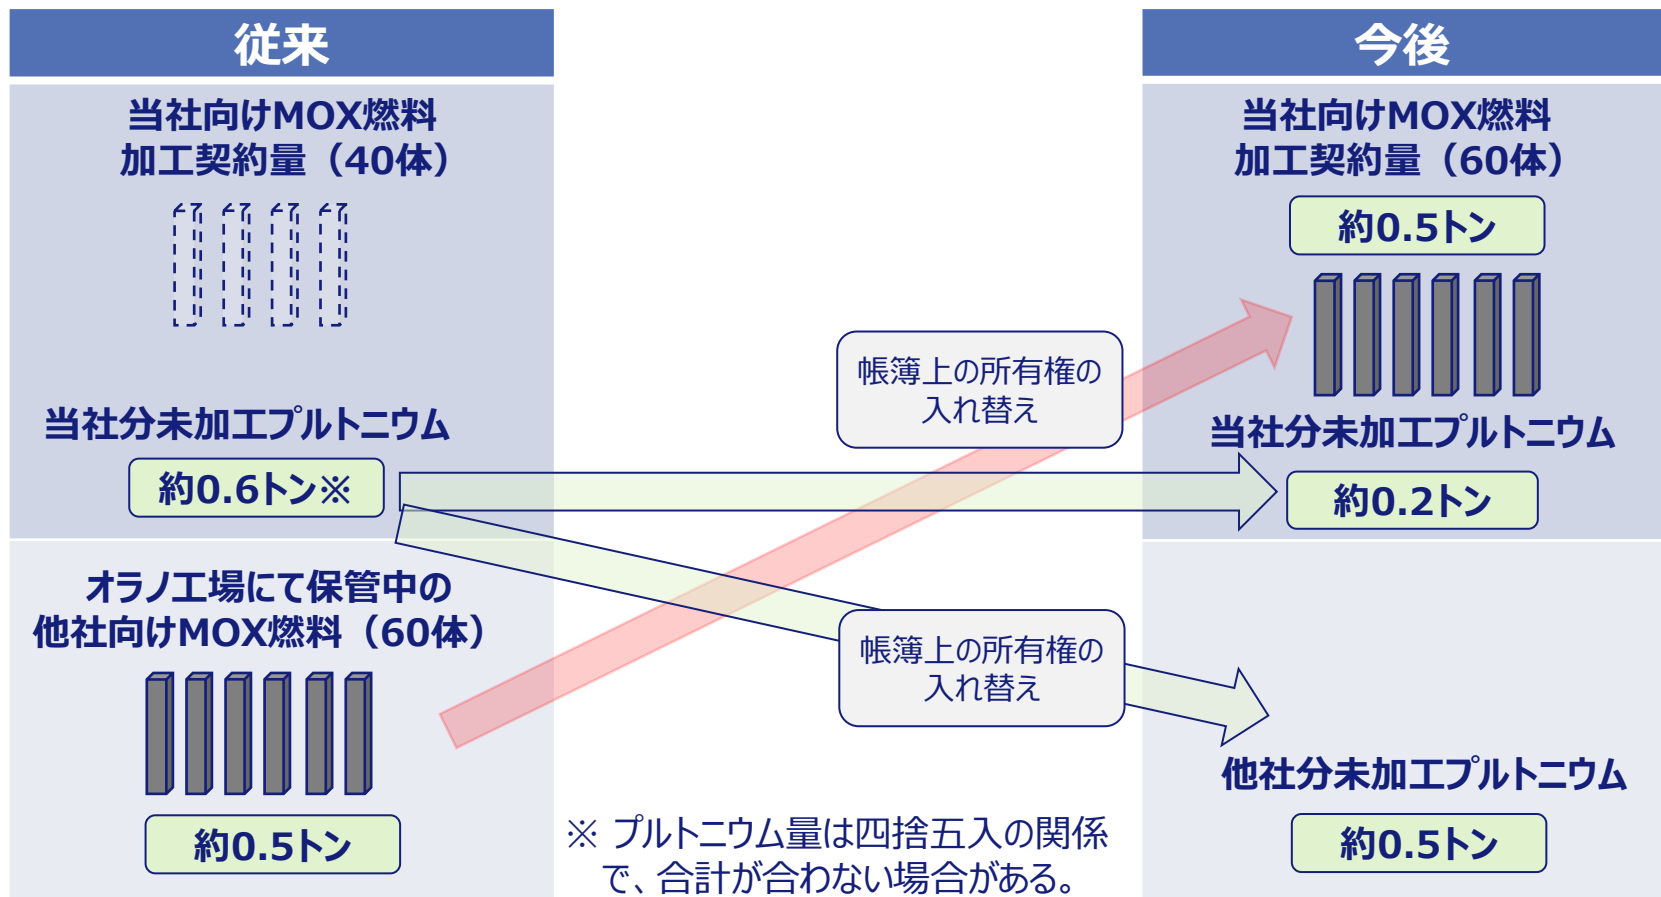 従来
当社向けMOX燃料
加工契約量（40体）
当社分未加工プルトニウム
約0.6トン※
オラノ工場にて保管中の
他社向けMOX燃料（60体）
約0.5トン
帳簿上の所有権の
入れ替え
帳簿上の所有権の
入れ替え
※ プルトニウム量は四捨五入の関係
で、合計が合わない場合がある。
今後
当社向けMOX燃料
加工契約量（60体）
約0.5トン
当社分未加工プルトニウム
約0.2トン
他社分未加工プルトニウム
約0.5トン